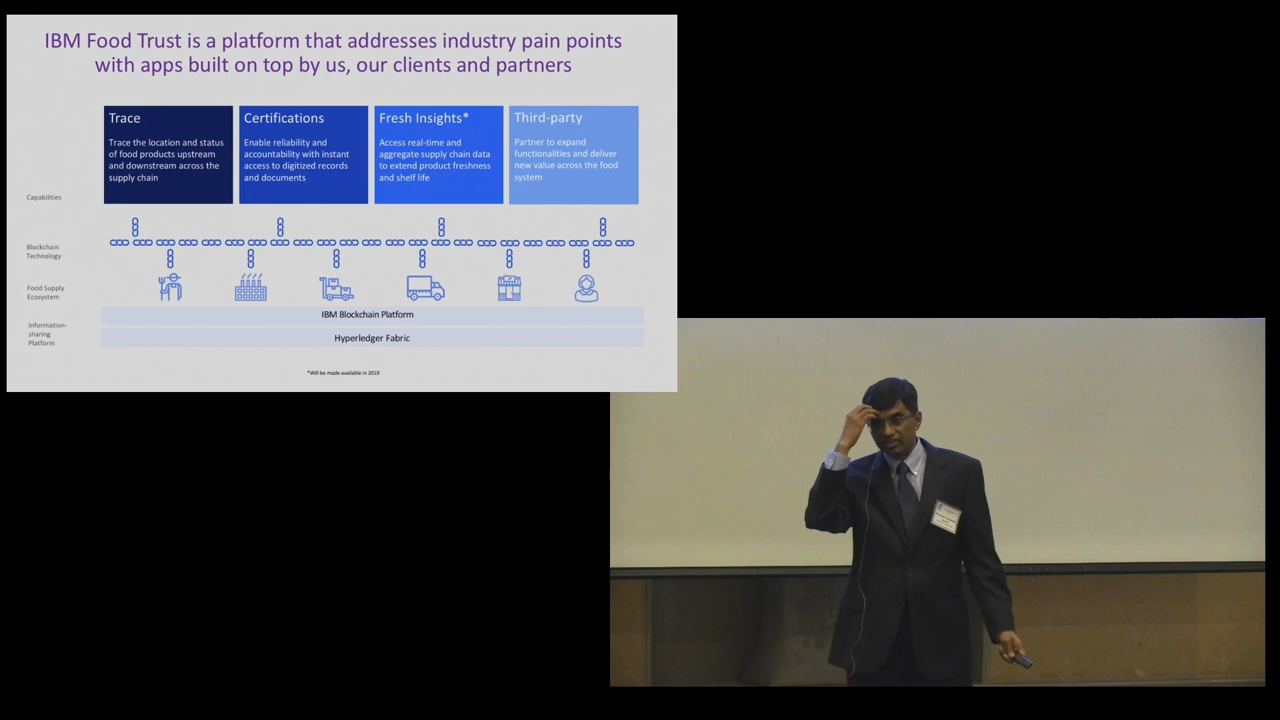 IBM Food Trust is a platform that addresses industry pain points
with apps built on top by us, our clients and partners
Trace
Trace the location and status
of food products upstream
and downstream across the
supply chain
Certifications
Enable reliability and
accountability with instant
access to digitized records
and documents
Fresh Insights*
Access real-time and
aggregate supply chain data
to extend product freshness
and shelf life
Third-party
Partner to expand
functionalities and deliver
new value across the food
system
Capabilities
Blockchain
Technology
Food Supply
Ecosystem
Information-
sharing
Platform
IBM Blockchain Platform
Hyperledger Fabric
*Will be made available in 2019